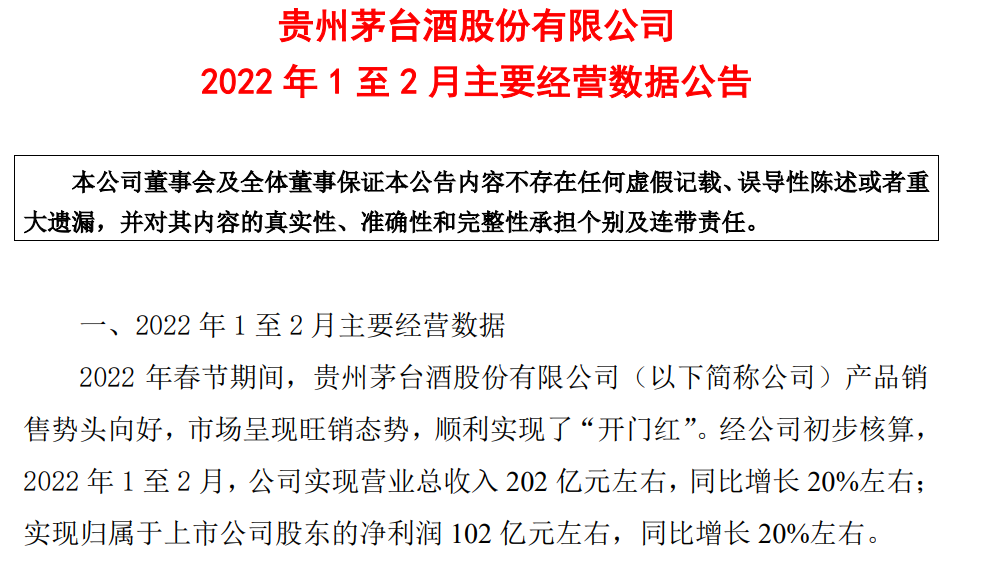 贵州茅台酒股份有限公司
2022 年 1 至 2 月主要经营数据公告
本公司董事会及全体董事保证本公告内容不存在任何虚假记载、误导性陈述或者重
大遗漏，并对其内容的真实性、准确性和完整性承担个别及连带责任。
一、2022 年 1 至 2 月主要经营数据
2022 年春节期间，贵州茅台酒股份有限公司（以下简称公司）产品销
售势头向好，市场呈现旺销态势，顺利实现了“开门红”。经公司初步核算，
2022 年 1 至 2 月，公司实现营业总收入 202 亿元左右，同比增长 20%左右；
实现归属于上市公司股东的净利润 102 亿元左右，同比增长 20%左右。